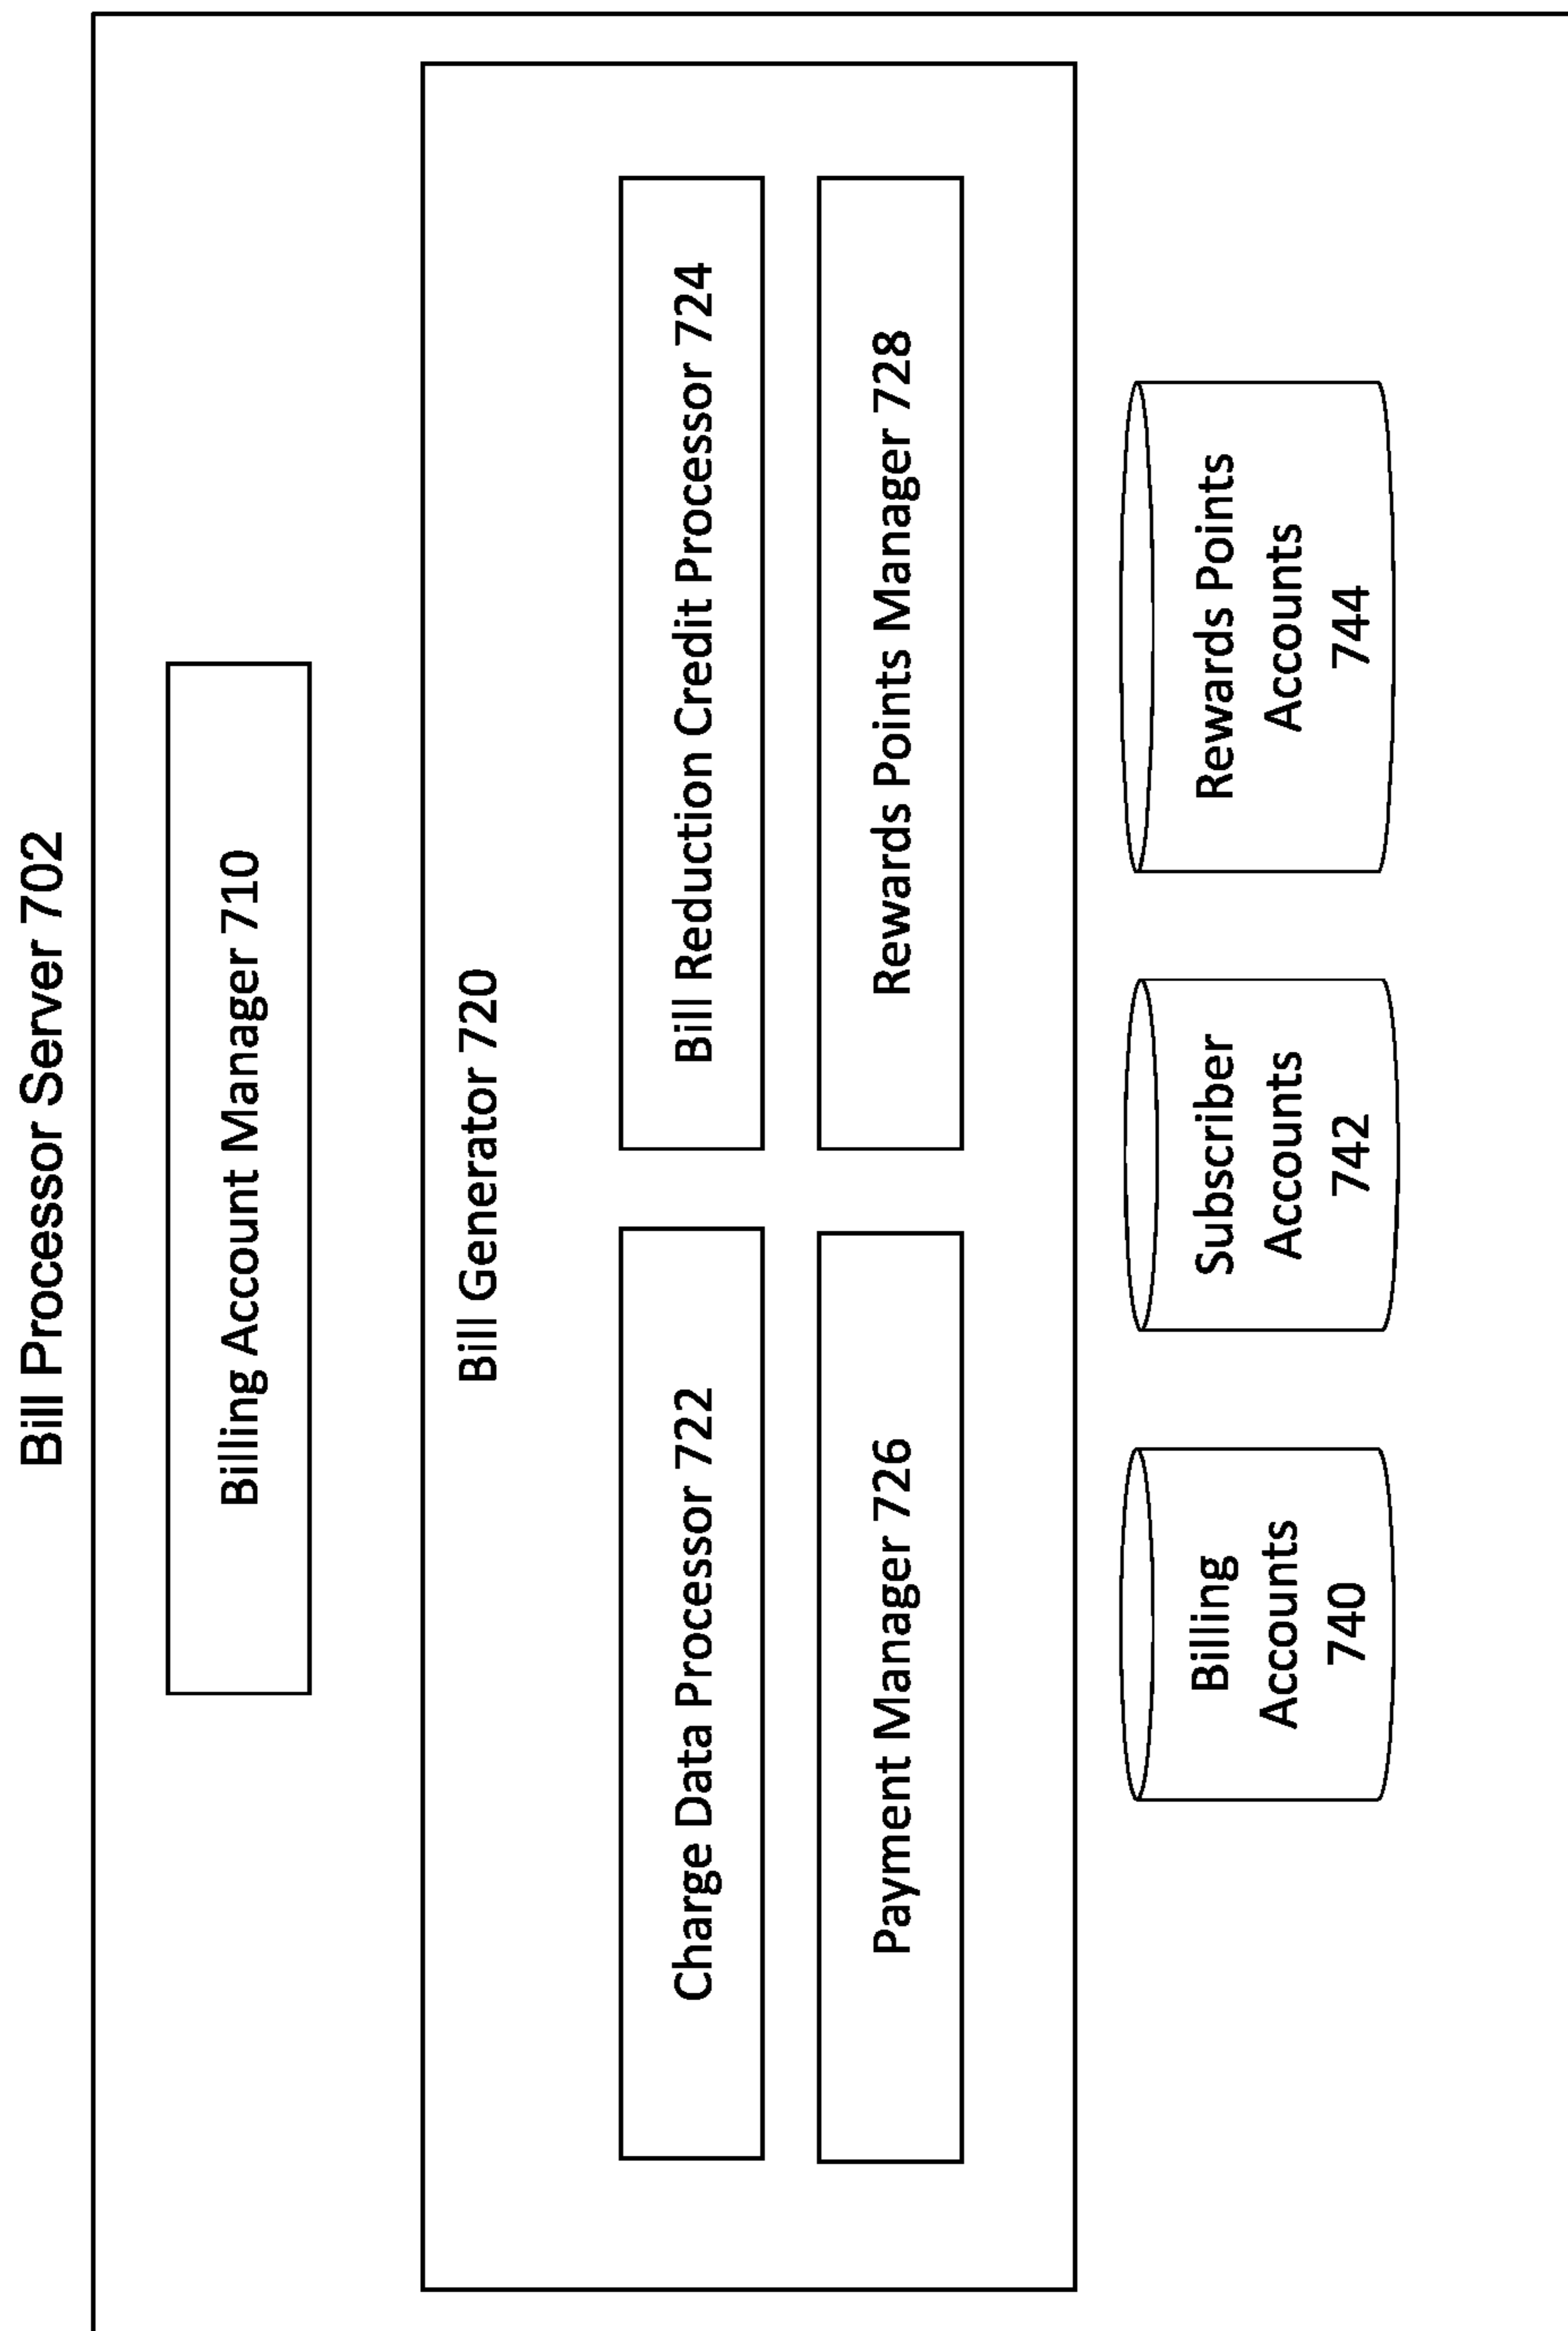 Bill Processor Server 702
Billing Account Manager 710
Bill Generator 720
Charge Data Processor 722
Bill Reduction Credit Processor 724
Payment Manager 726
Rewards Points Manager 728
Billing
Accounts
740
Subscriber
Accounts
742
Rewards Points
Accounts
744